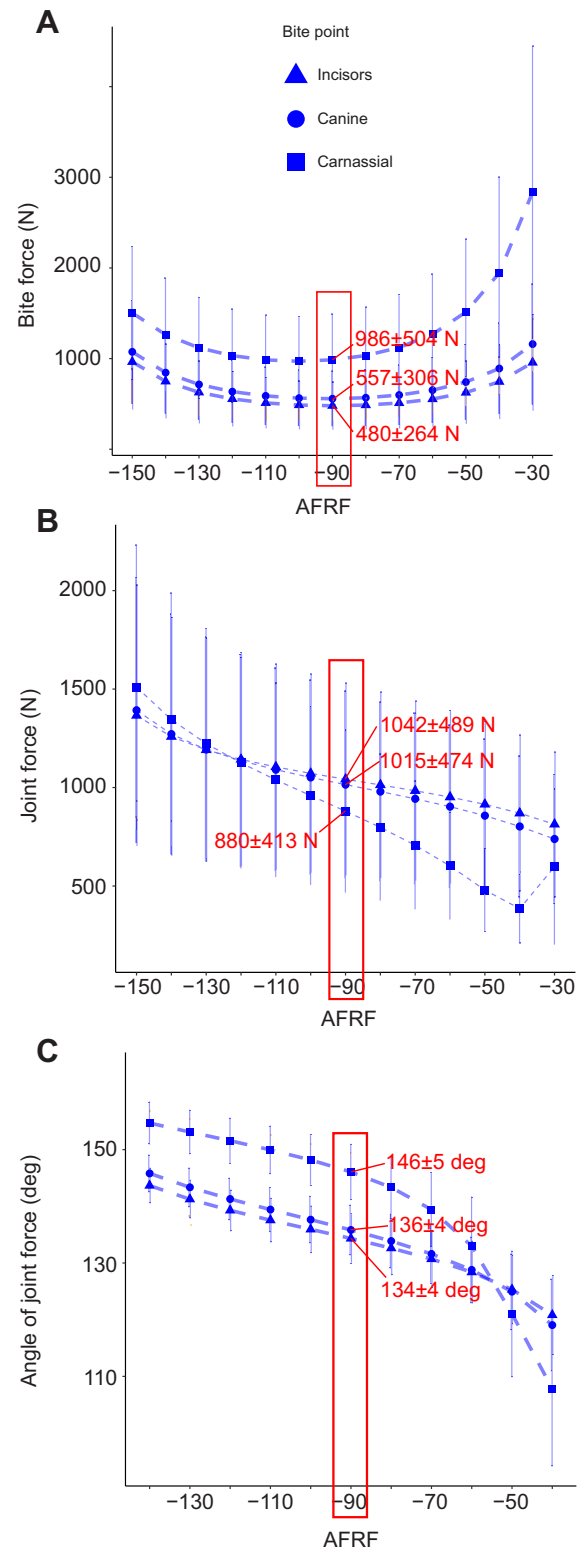 A
Bite point
Incisors
Canine
Carnassial
Bite force (N)
3000
2000
1000
986±504 N
557±306 N
480±264 N
−150 −130 −110 −90 −70 −50 −30
AFRF
B
Joint force (N)
2000
1500
1000
500
1042±489 N
1015±474 N
880±413 N
−150 −130 −110 −90 −70 −50 −30
AFRF
C
Angle of joint force (deg)
150
130
110
146±5 deg
136±4 deg
134±4 deg
−130 −110 −90 −70 −50
AFRF